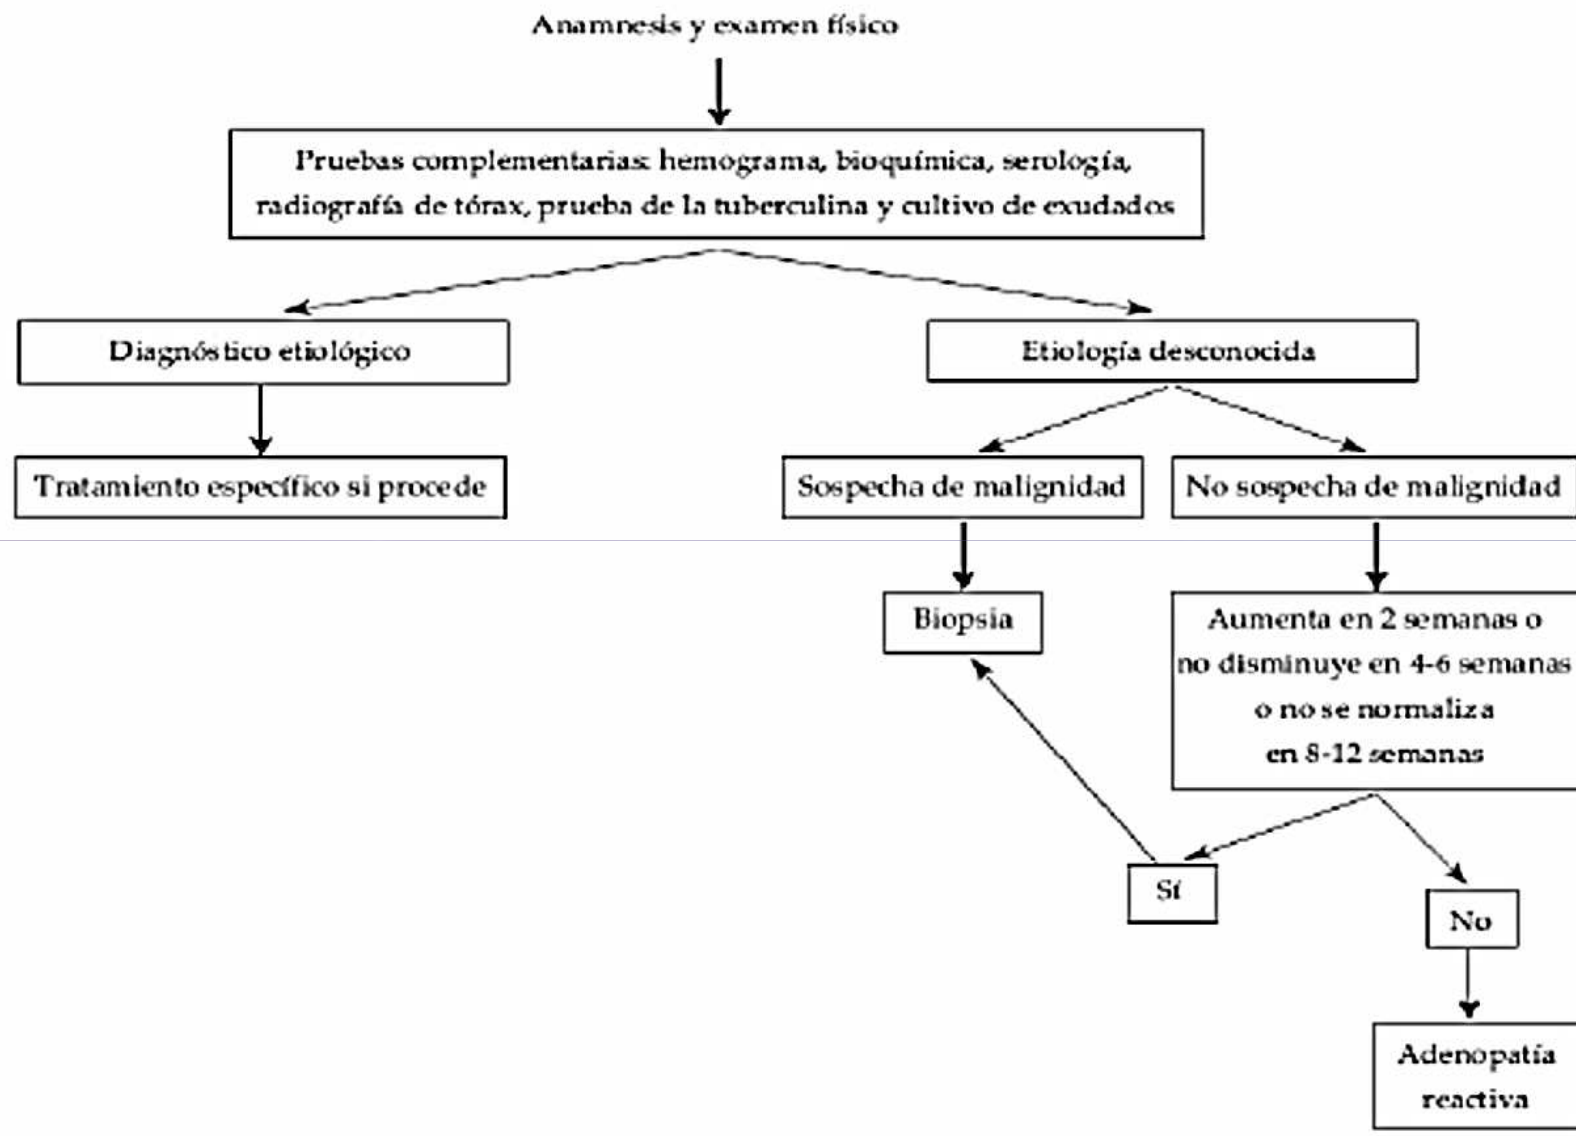 Anamnesis y examen físico
Pruebas complementarias: hemograma, bioquímica, serología,
radiografía de tórax, prueba de la tuberculina y cultivo de exudados
Diagnóstico etiológico
Etiología desconocida
Tratamiento específico si procede
Sospecha de malignidad
No sospecha de malignidad
Biopsia
Aumenta en 2 semanas o
no disminuye en 4-6 semanas
o no se normaliza
en 8-12 semanas
Sí
No
Adenopatía
reactiva